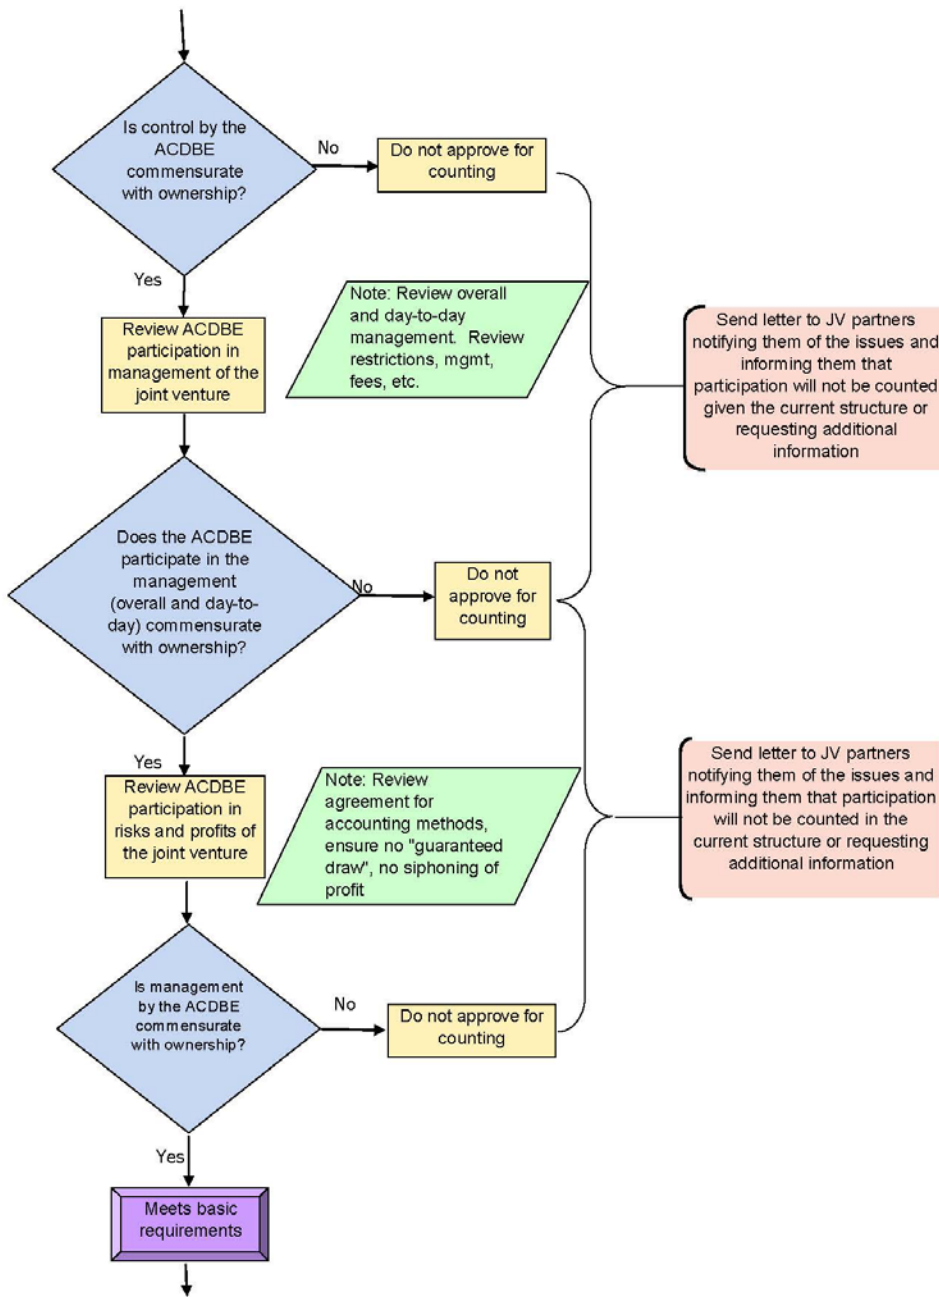 Is control by the
ACDBE
commensurate
with ownership?
No
Do not approve for
counting
Yes
Note: Review overall
and day-to-day
management.  Review
restrictions, mgmt,
fees, etc.
Send letter to JV partners
notifying them of the issues and
informing them that
participation will not be counted
given the current structure or
requesting additional
information
Review ACDBE
participation in
management of the
joint venture
Does the ACDBE
participate in the
management
(overall and day-to-
day) commensurate
with ownership?
No
Do not
approve for
counting
Yes
Review ACDBE
participation in
risks and profits of
the joint venture
Note: Review
agreement for
accounting methods,
ensure no "guaranteed
draw", no siphoning of
profit
Send letter to JV partners
notifying them of the issues and
informing them that participation
will not be counted in the
current structure or requesting
additional information
Is management
by the ACDBE
commensurate
with ownership?
No
Do not approve for
counting
Yes
Meets basic
requirements